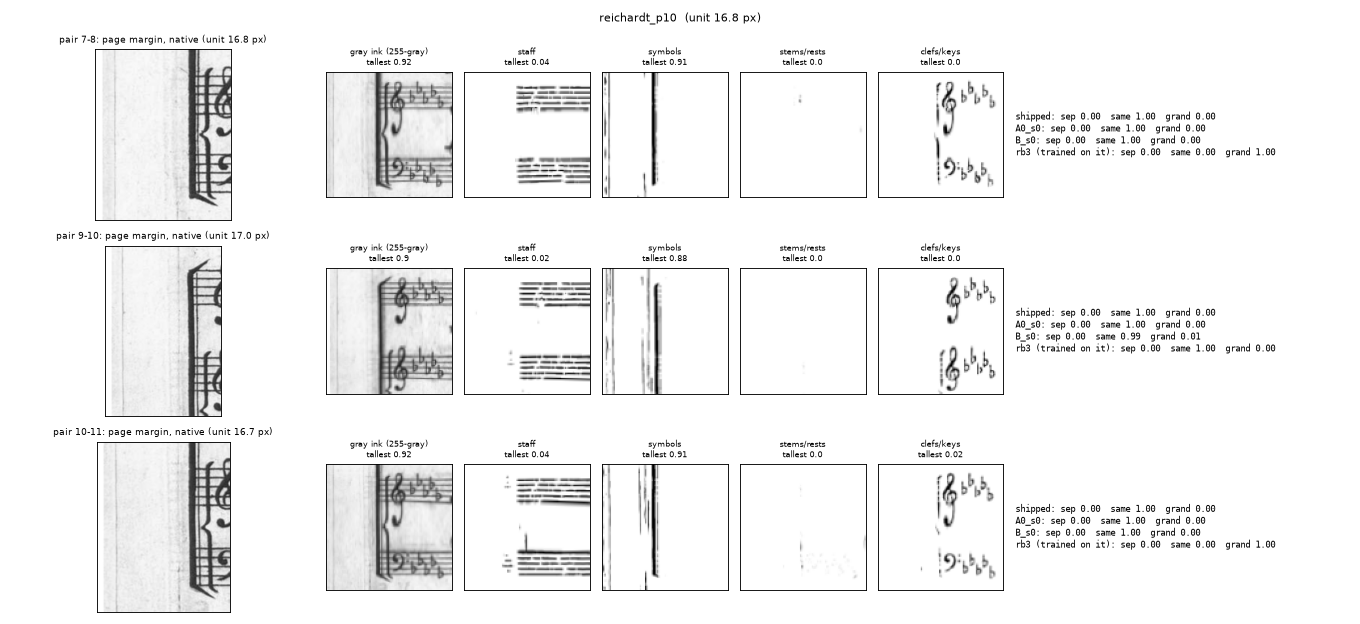 reichardt_p10  (unit 16.8 px)
pair 7-8: page margin, native (unit 16.8 px)
gray ink (255-gray)
tallest 0.92
staff
tallest 0.04
symbols
tallest 0.91
stems/rests
tallest 0.0
clefs/keys
tallest 0.0
shipped: sep 0.00  same 1.00  grand 0.00
A0_s0: sep 0.00  same 1.00  grand 0.00
B_s0: sep 0.00  same 1.00  grand 0.00
rb3 (trained on it): sep 0.00  same 0.00  grand 1.00
pair 9-10: page margin, native (unit 17.0 px)
gray ink (255-gray)
tallest 0.9
staff
tallest 0.02
symbols
tallest 0.88
stems/rests
tallest 0.0
clefs/keys
tallest 0.0
shipped: sep 0.00  same 1.00  grand 0.00
A0_s0: sep 0.00  same 1.00  grand 0.00
B_s0: sep 0.00  same 0.99  grand 0.01
rb3 (trained on it): sep 0.00  same 1.00  grand 0.00
pair 10-11: page margin, native (unit 16.7 px)
gray ink (255-gray)
tallest 0.92
staff
tallest 0.04
symbols
tallest 0.91
stems/rests
tallest 0.0
clefs/keys
tallest 0.02
shipped: sep 0.00  same 1.00  grand 0.00
A0_s0: sep 0.00  same 1.00  grand 0.00
B_s0: sep 0.00  same 1.00  grand 0.00
rb3 (trained on it): sep 0.00  same 0.00  grand 1.00